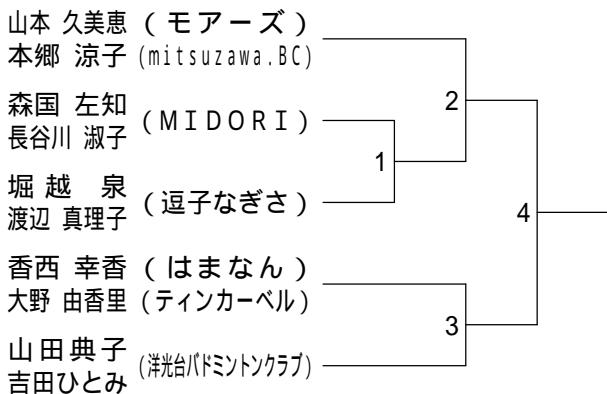 山本 久美恵 (モアーズ)
本郷 涼子 (mitsuzawa.BC)
2
森国 左知
長谷川 淑子
(ＭＩＤＯＲＩ)
1
堀越 泉
渡辺 真理子
(逗子なぎさ)
4
香西 幸香 (はまなん)
大野 由香里 (ティンカーベル)
3
山田典子
吉田ひとみ
(洋光台バドミントンクラブ)